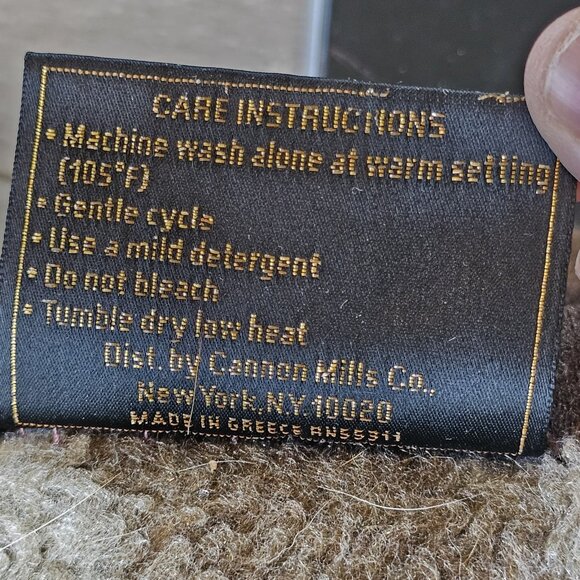 CARE INSTRUCTIONS
• Machine wash alone at warm setting
(105°F)
• Gentle cycle
• Use a mild detergent
• Do not bleach
• Tumble dry low heat
Dist. by Cannon Mills Co.,
New York, N.Y. 10020
MADE IN GREECE RN55311